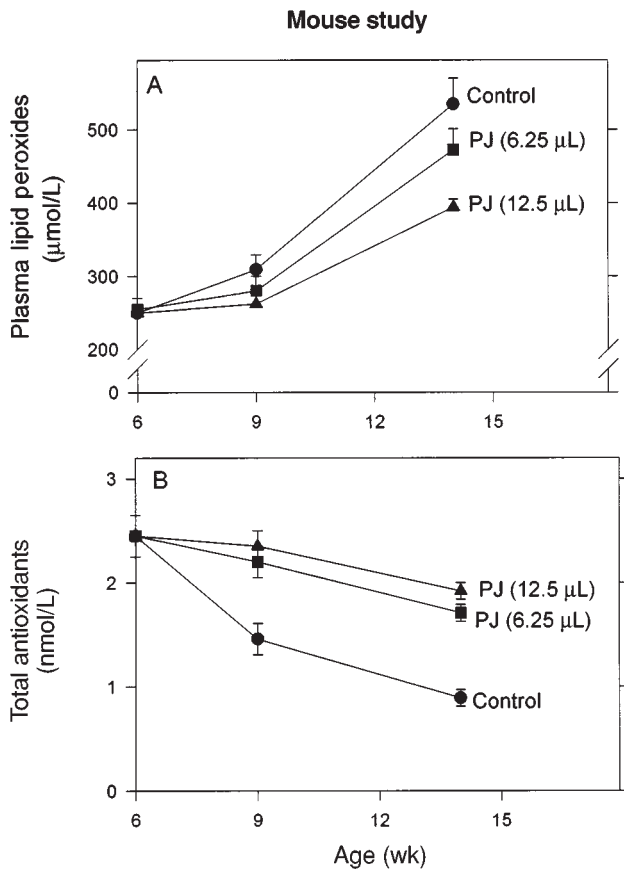 Mouse study
A
Plasma lipid peroxides
(μmol/L)
500
400
300
200
0
Control
PJ (6.25 μL)
PJ (12.5 μL)
6
9
12
15
B
Total antioxidants
(nmol/L)
3
2
1
0
PJ (12.5 μL)
PJ (6.25 μL)
Control
6
9
12
14
15
Age (wk)